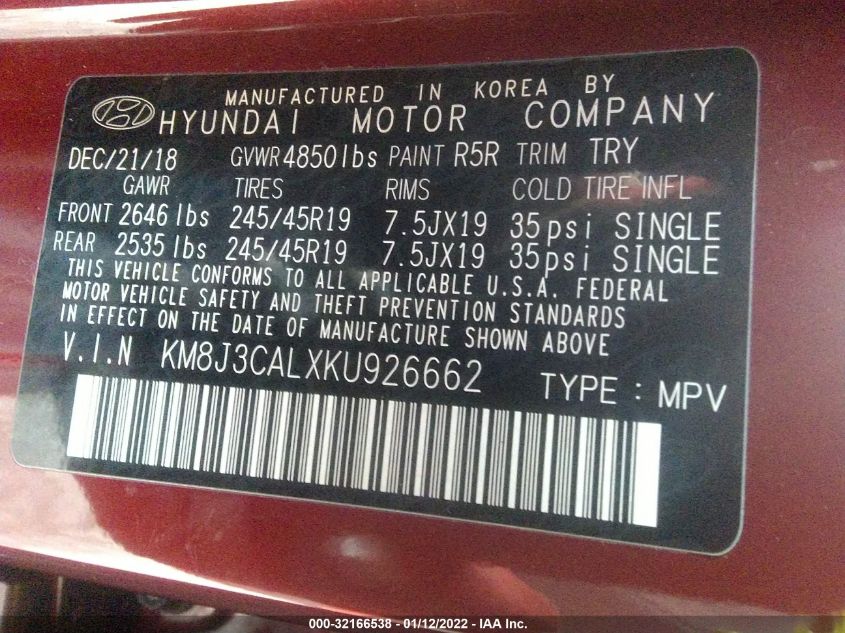 MANUFACTURED IN KOREA BY
HYUNDAI MOTOR COMPANY
DEC/21/18 GVWR 4850 lbs PAINT R5R TRIM TRY
GAWR TIRES RIMS COLD TIRE INFL
FRONT 2646 lbs 245/45R19 7.5JX19 35psi SINGLE
REAR 2535 lbs 245/45R19 7.5JX19 35psi SINGLE
THIS VEHICLE CONFORMS TO ALL APPLICABLE U.S.A. FEDERAL
MOTOR VEHICLE SAFETY AND THEFT PREVENTION STANDARDS
IN EFFECT ON THE DATE OF MANUFACTURE SHOWN ABOVE
V.I.N KM8J3CALXKU926662 TYPE : MPV
000-32166538 - 01/12/2022 - IAA Inc.